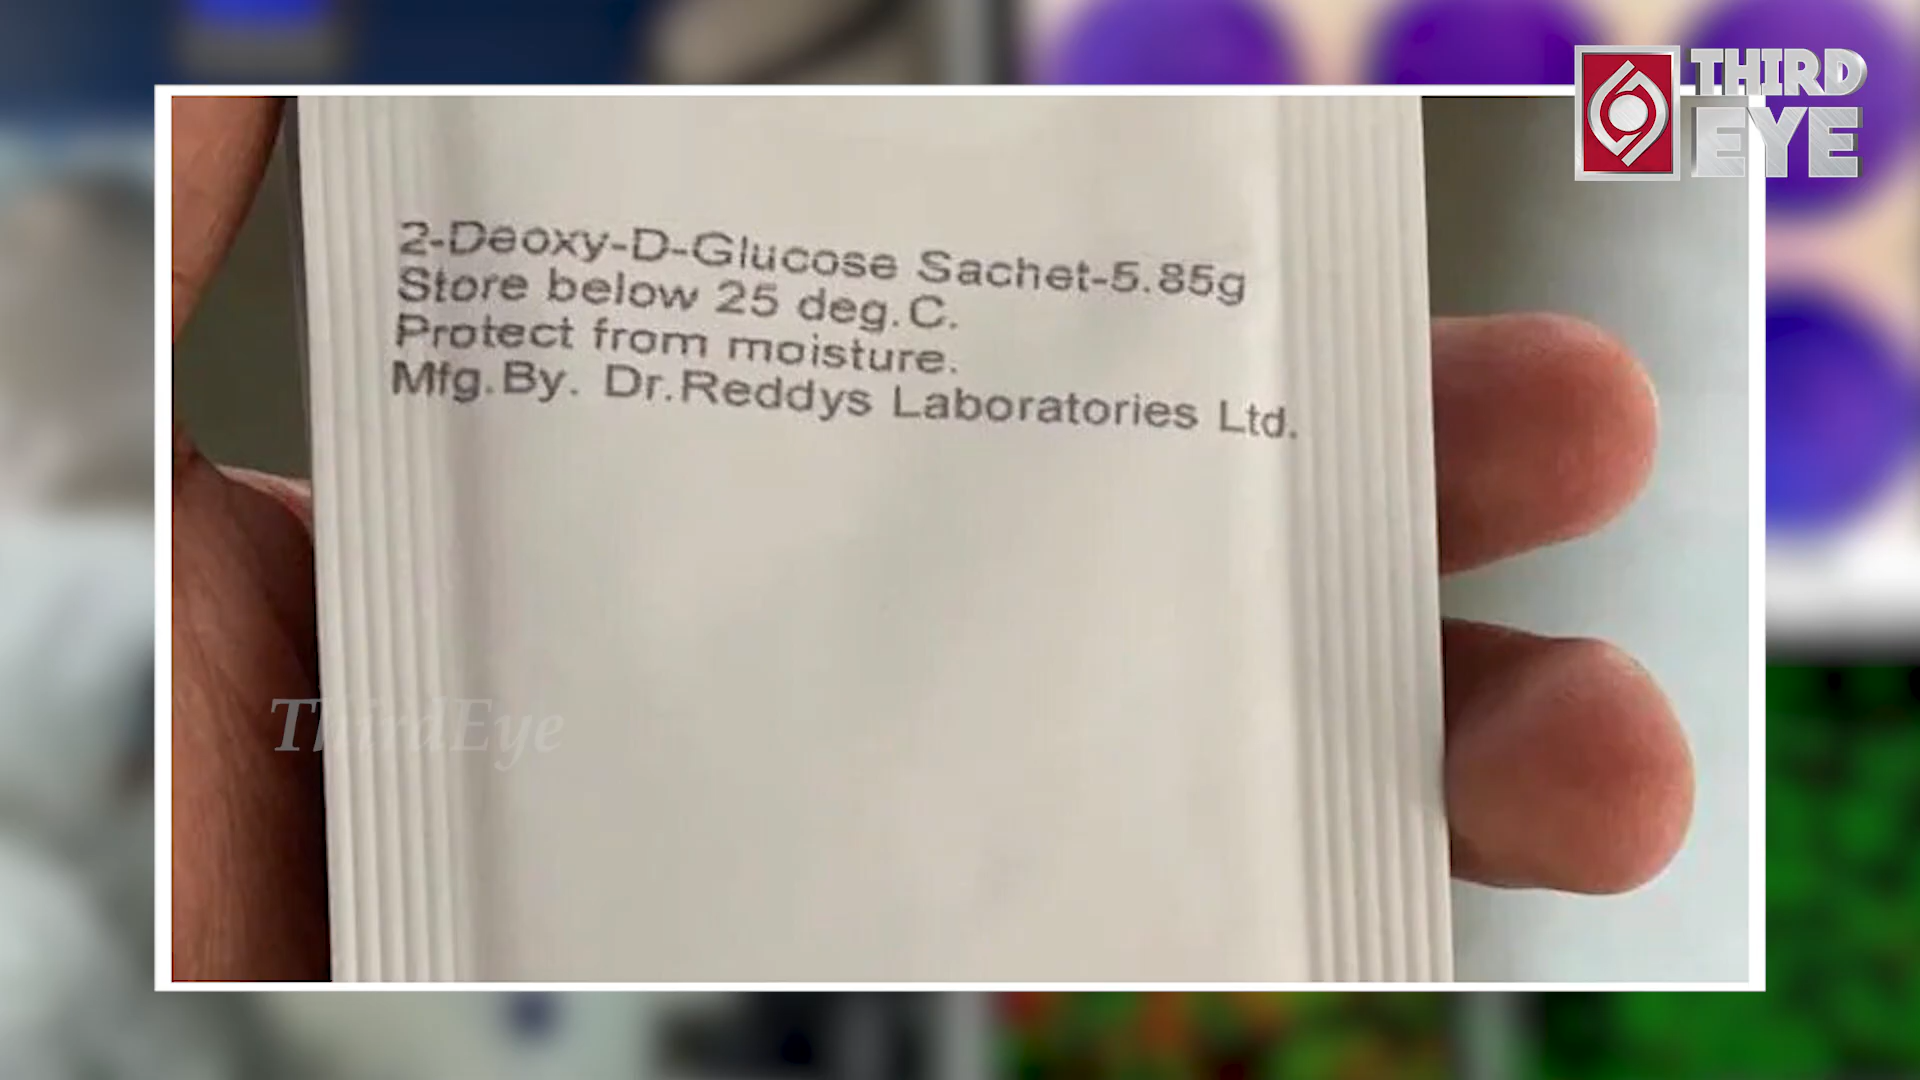 THIRD
EYE
2-Deoxy-D-Glucose Sachet-5.85g
Store below 25 deg.C.
Protect from moisture.
Mfg.By. Dr.Reddys Laboratories Ltd.
ThirdEye